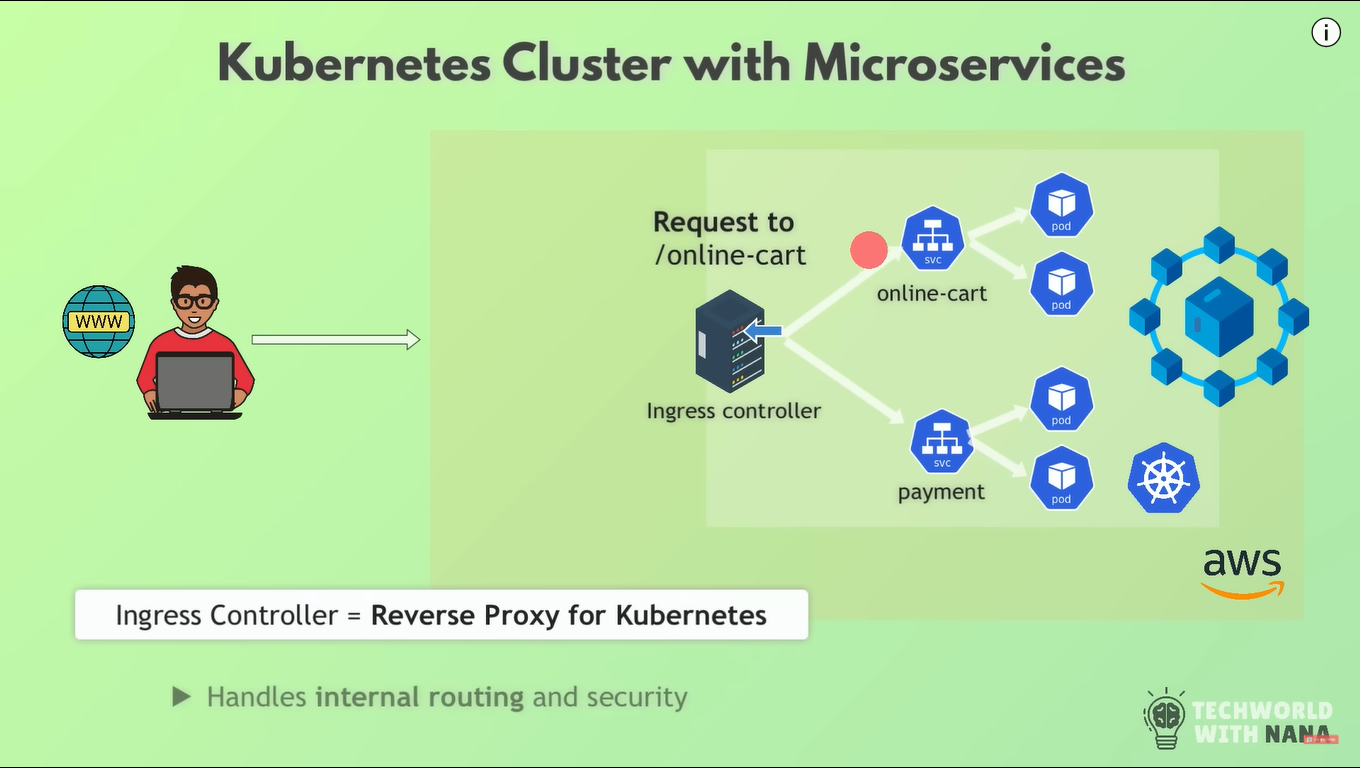 i
Kubernetes Cluster with Microservices
Request to
/online-cart
WWW
svc
online-cart
pod
pod
Ingress controller
svc
payment
pod
pod
aws
Ingress Controller = Reverse Proxy for Kubernetes
Handles internal routing and security
TECHWORLD
WITH NANA